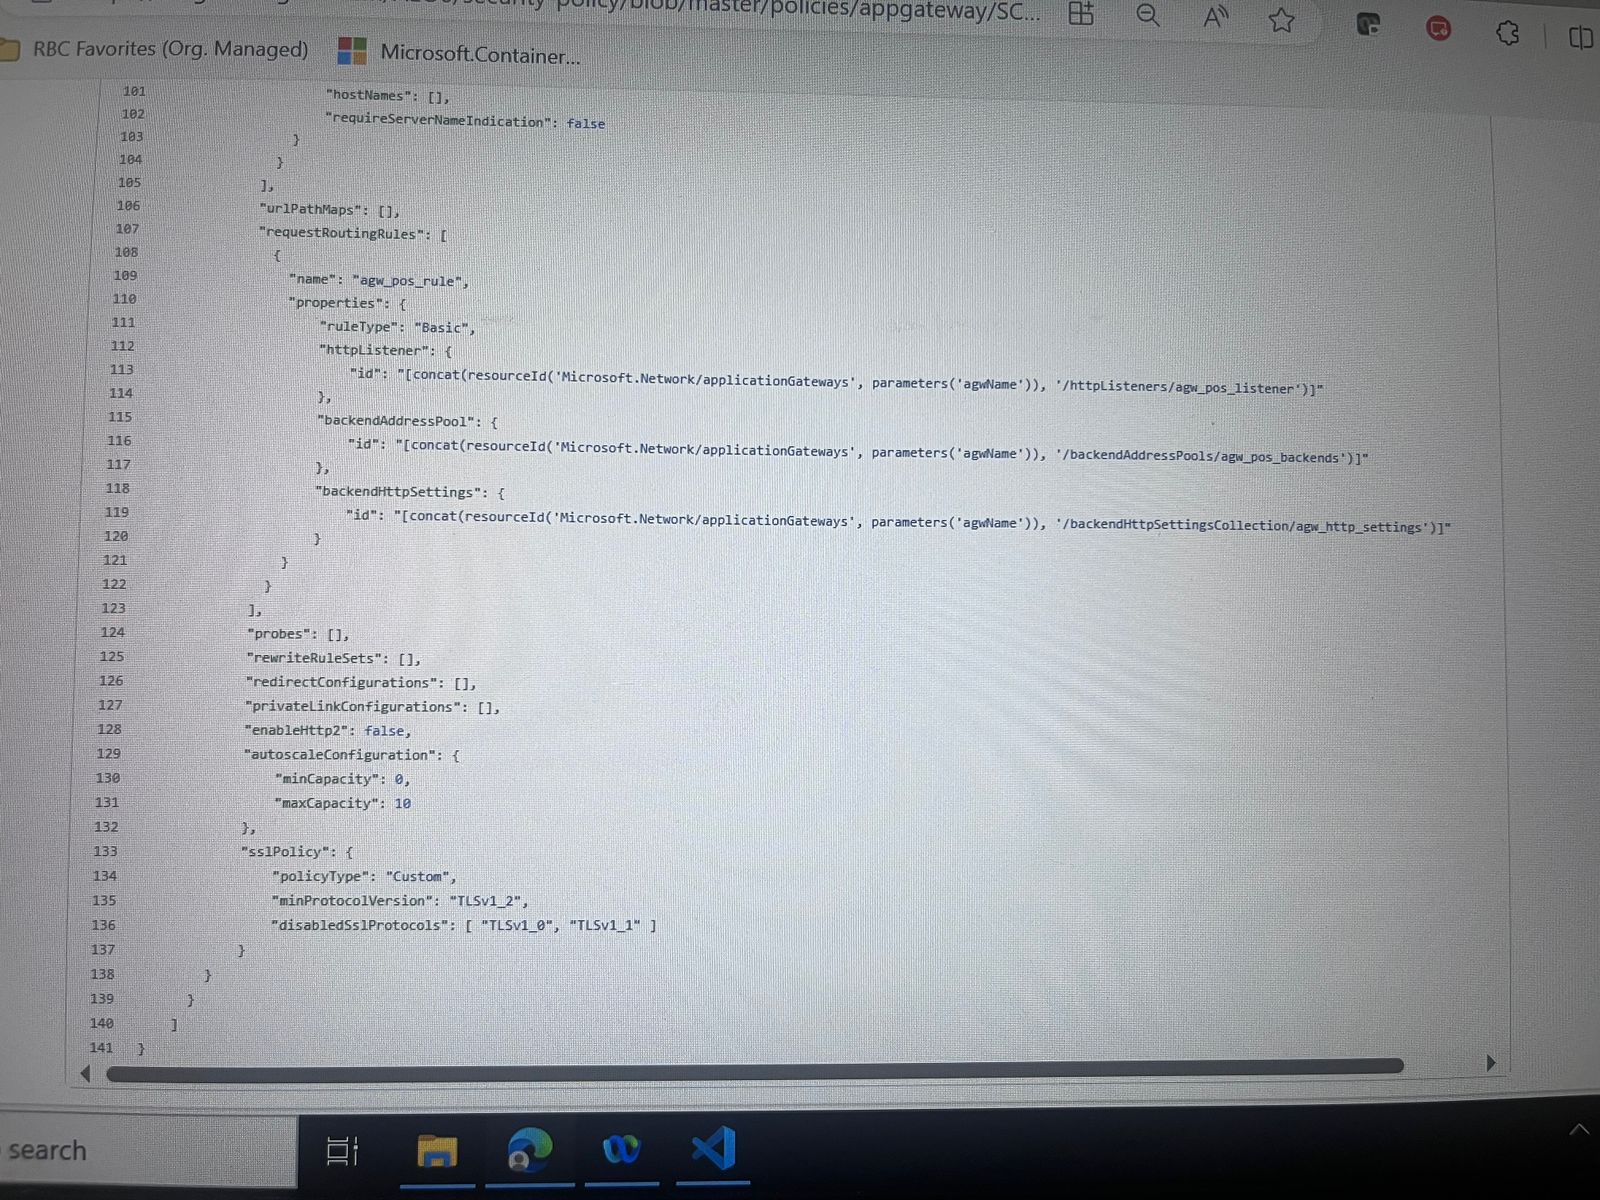 policy/blob/master/policies/appgateway/SC...
RBC Favorites (Org. Managed)
Microsoft.Container...
101 "hostNames": [],
102 "requireServerNameIndication": false
103 }
104 }
105 ],
106 "urlPathMaps": [],
107 "requestRoutingRules": [
108 {
109 "name": "agw_pos_rule",
110 "properties": {
111 "ruleType": "Basic",
112 "httpListener": {
113 "id": "[concat(resourceId('Microsoft.Network/applicationGateways', parameters('agwName')), '/httpListeners/agw_pos_listener')]"
114 },
115 "backendAddressPool": {
116 "id": "[concat(resourceId('Microsoft.Network/applicationGateways', parameters('agwName')), '/backendAddressPools/agw_pos_backends')]"
117 },
118 "backendHttpSettings": {
119 "id": "[concat(resourceId('Microsoft.Network/applicationGateways', parameters('agwName')), '/backendHttpSettingsCollection/agw_http_settings')]"
120 }
121 }
122 }
123 ],
124 "probes": [],
125 "rewriteRuleSets": [],
126 "redirectConfigurations": [],
127 "privateLinkConfigurations": [],
128 "enableHttp2": false,
129 "autoscaleConfiguration": {
130 "minCapacity": 0,
131 "maxCapacity": 10
132 },
133 "sslPolicy": {
134 "policyType": "Custom",
135 "minProtocolVersion": "TLSv1_2",
136 "disabledSslProtocols": [ "TLSv1_0", "TLSv1_1" ]
137 }
138 }
139 }
140 ]
141 }
search